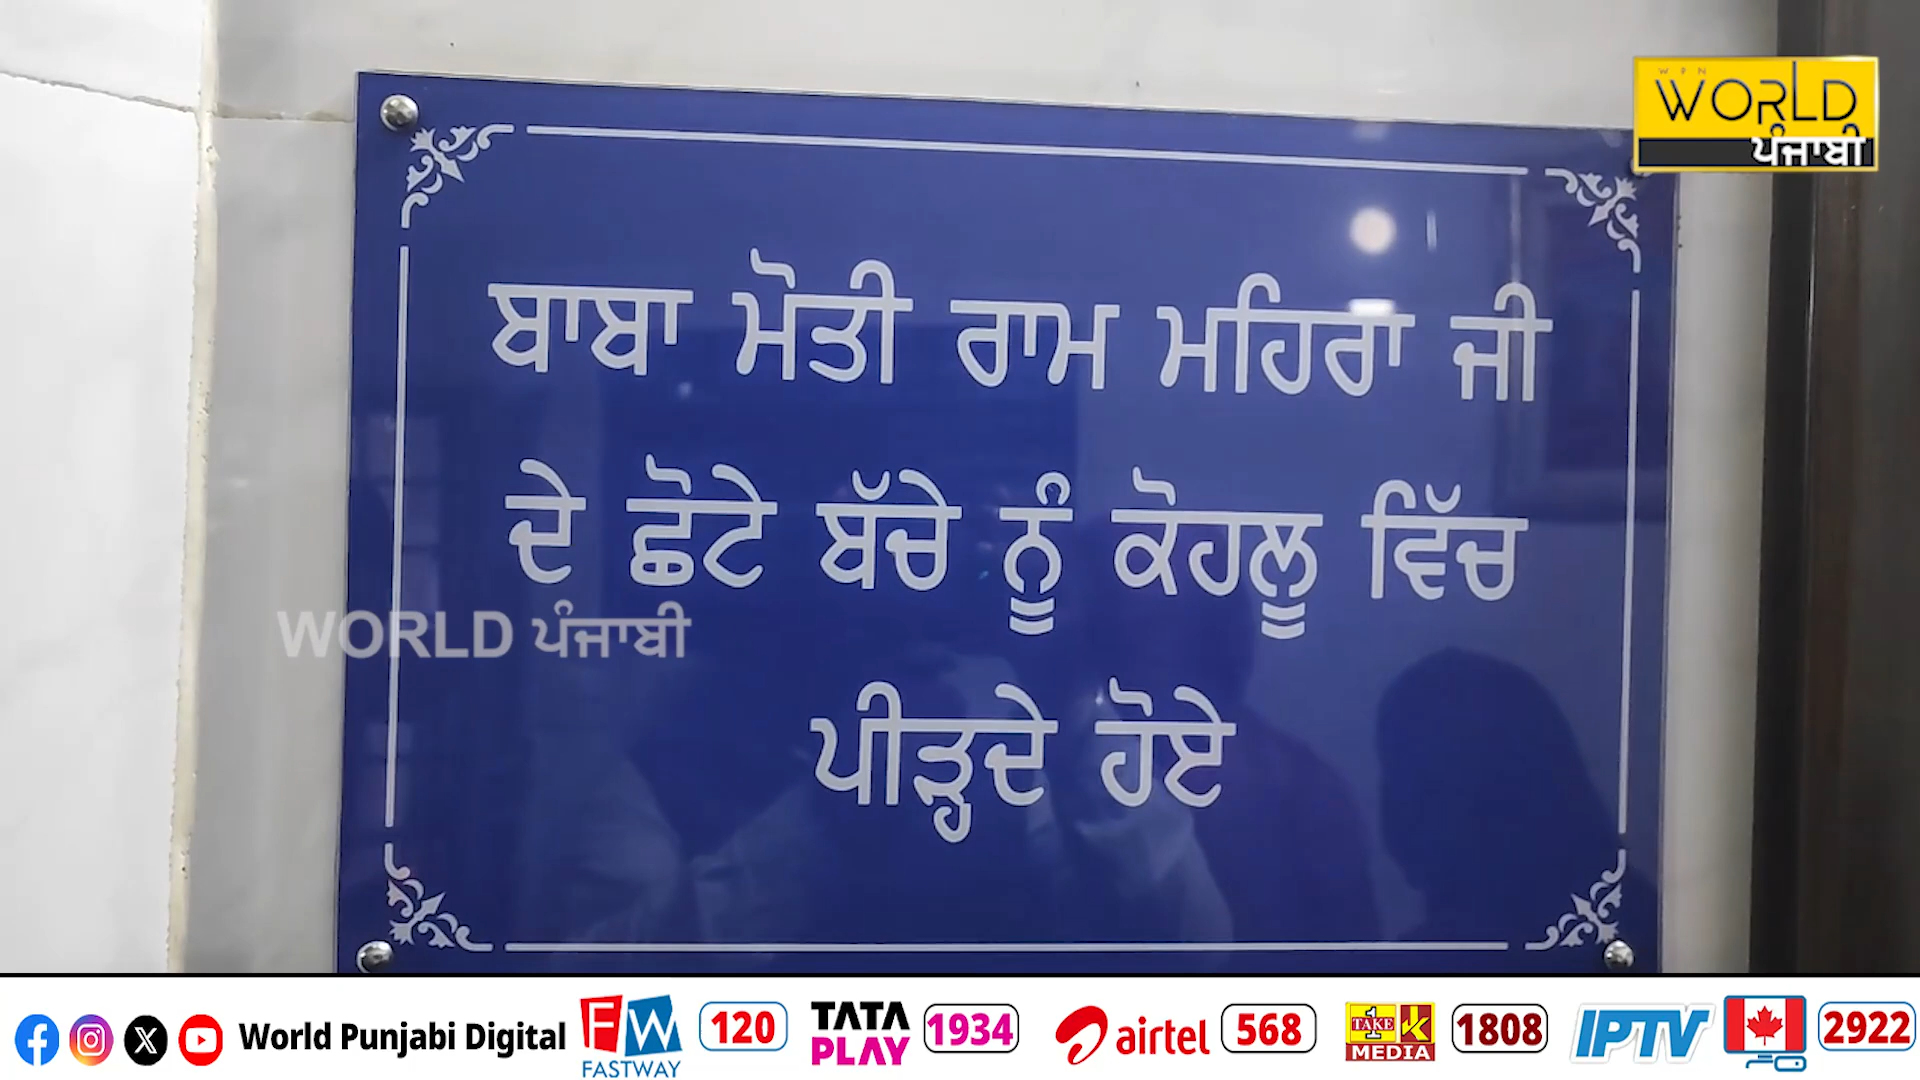 WPN
WORLD
ਪੰਜਾਬੀ
ਬਾਬਾ ਮੋਤੀ ਰਾਮ ਮਹਿਰਾ ਜੀ
ਦੇ ਛੋਟੇ ਬੱਚੇ ਨੂੰ ਕੋਹਲੂ ਵਿੱਚ
WORLD ਪੰਜਾਬੀ
ਪੀੜ੍ਹਦੇ ਹੋਏ
World Punjabi Digital FW FASTWAY 120 TATA PLAY 1934 airtel 568 TAKE 1 K MEDIA 1808 IPTV 2922